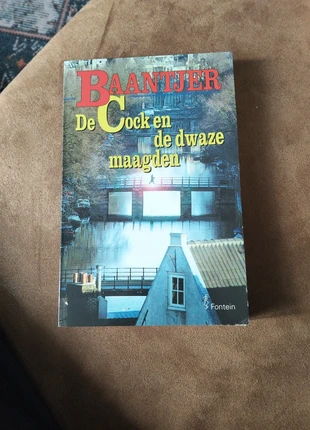 BAANTJER
De Cock en
de dwaze
maagden
Fontein